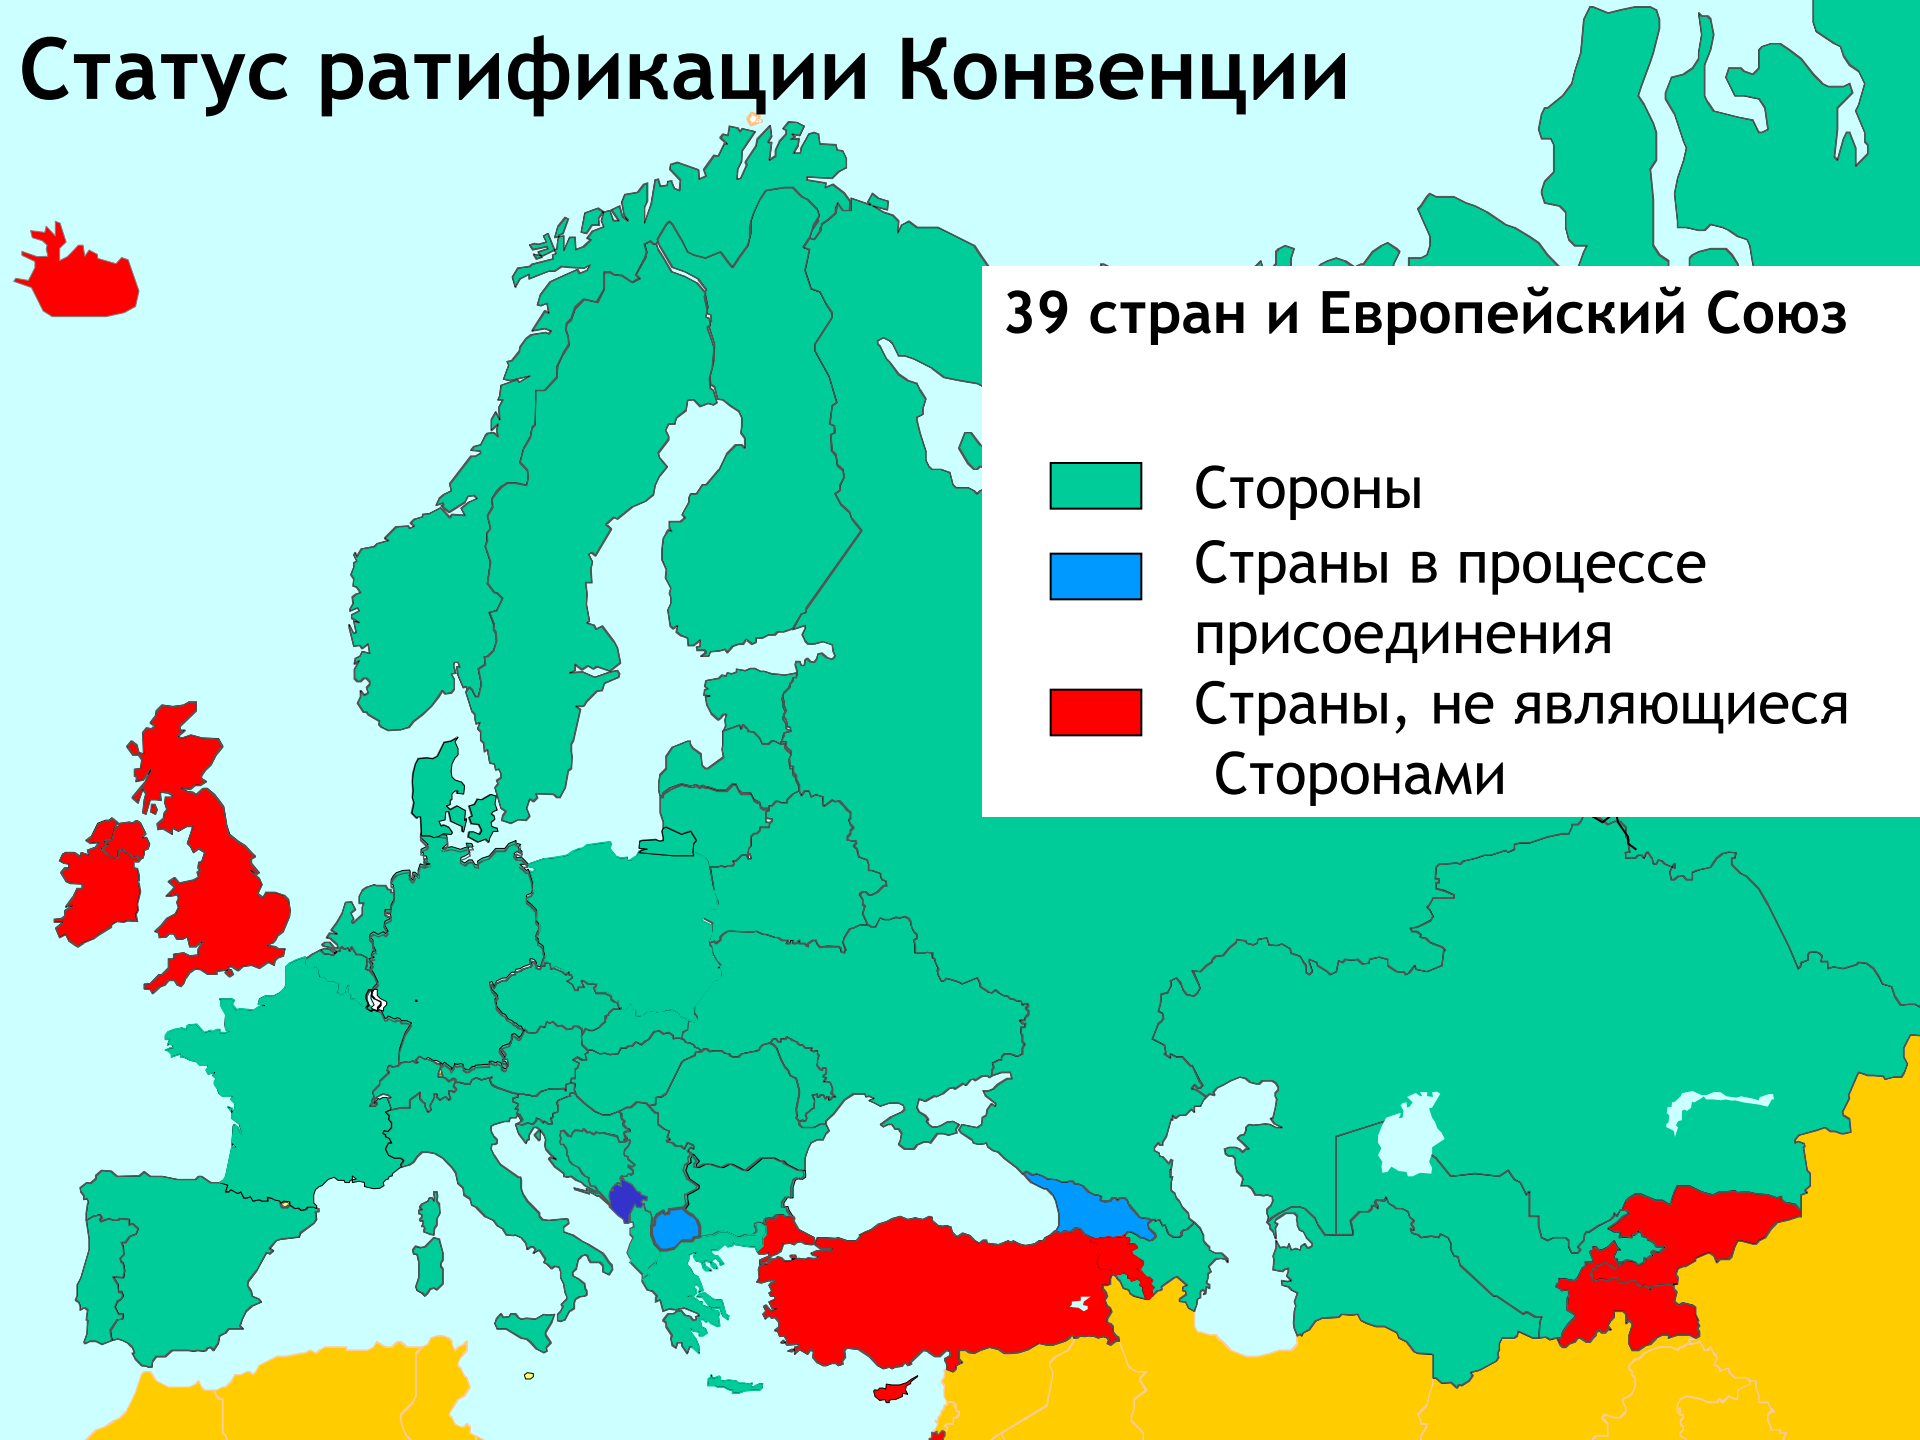 Статус ратификации Конвенции
39 стран и Европейский Союз
Стороны
Страны в процессе
присоединения
Страны, не являющиеся
Сторонами